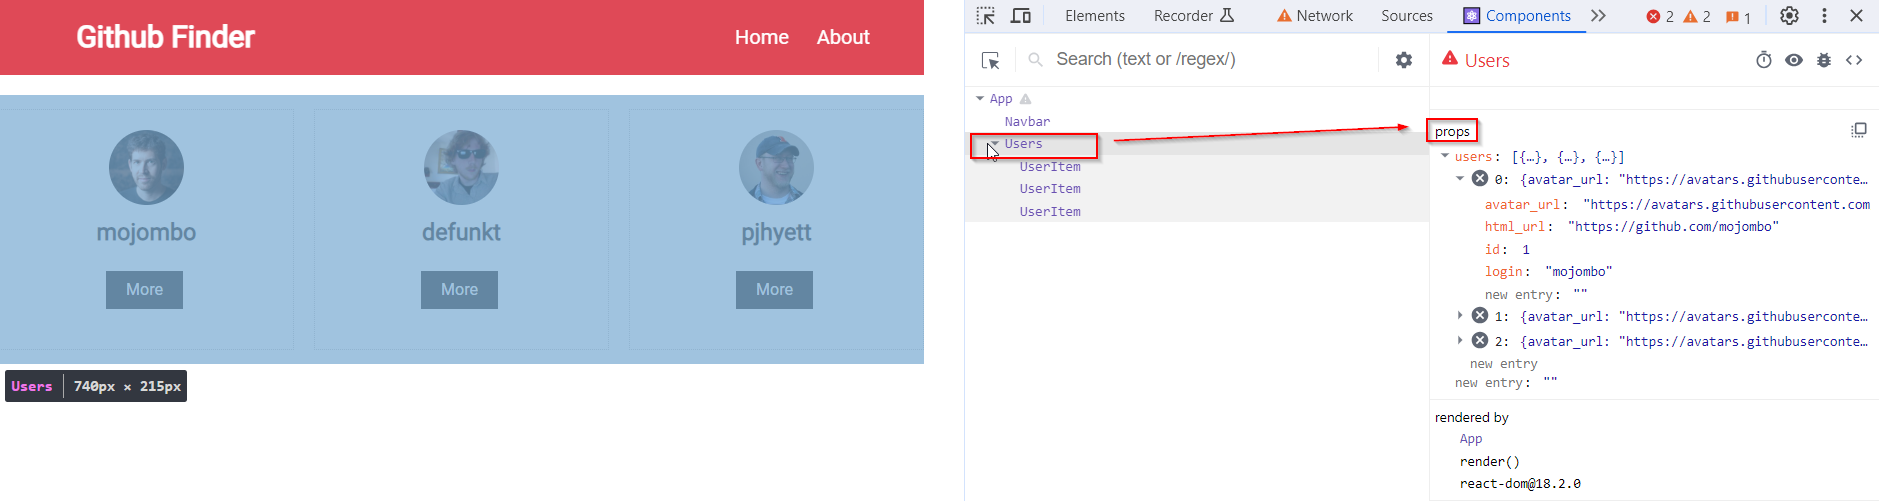 Github Finder
Home About
mojombo
defunkt
pjhyett
More
More
More
Users 740px × 215px
Elements Recorder Network Sources Components 2 2 1
Search (text or /regex/)
App
Navbar
Users
UserItem
UserItem
UserItem
Users
props
users: [{…}, {…}, {…}]
0: {avatar_url: "https://avatars.githubuserconte…
avatar_url: "https://avatars.githubusercontent.com
html_url: "https://github.com/mojombo"
id: 1
login: "mojombo"
new entry: ""
1: {avatar_url: "https://avatars.githubuserconte…
2: {avatar_url: "https://avatars.githubuserconte…
new entry
new entry: ""
rendered by
App
render()
react-dom@18.2.0